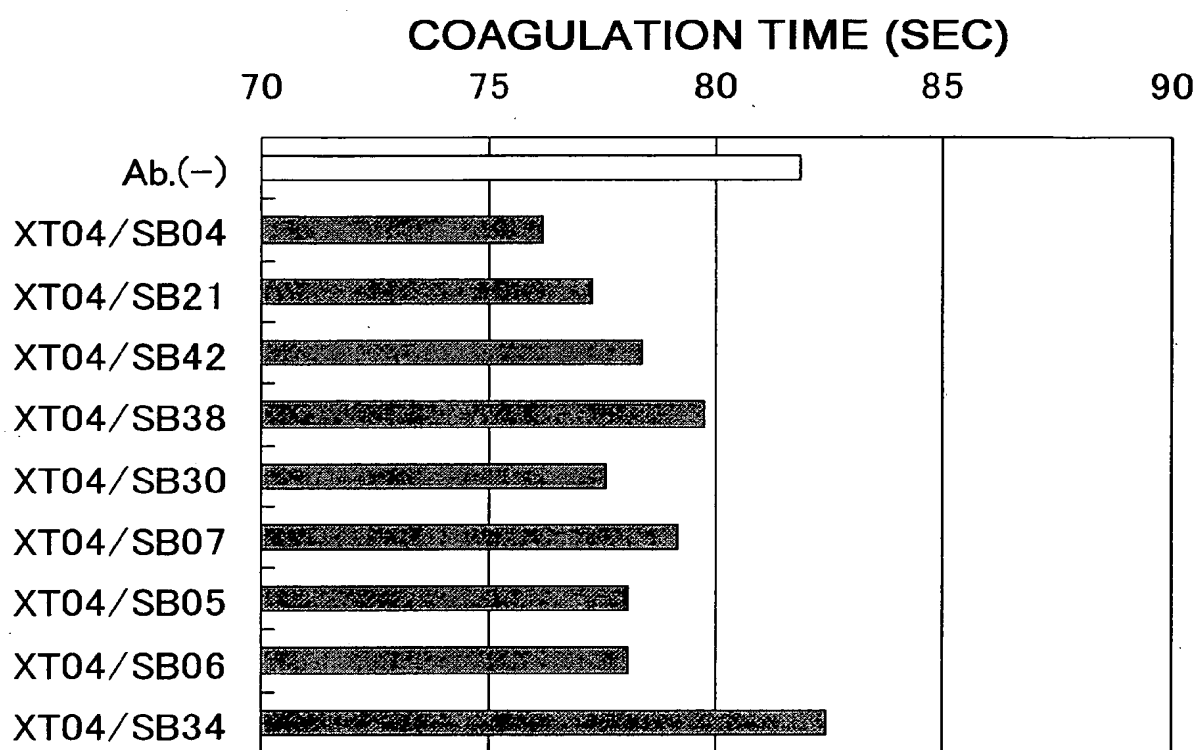 COAGULATION TIME (SEC)
70 75 80 85 90
Ab.(-)
XT04/SB04
XT04/SB21
XT04/SB42
XT04/SB38
XT04/SB30
XT04/SB07
XT04/SB05
XT04/SB06
XT04/SB34